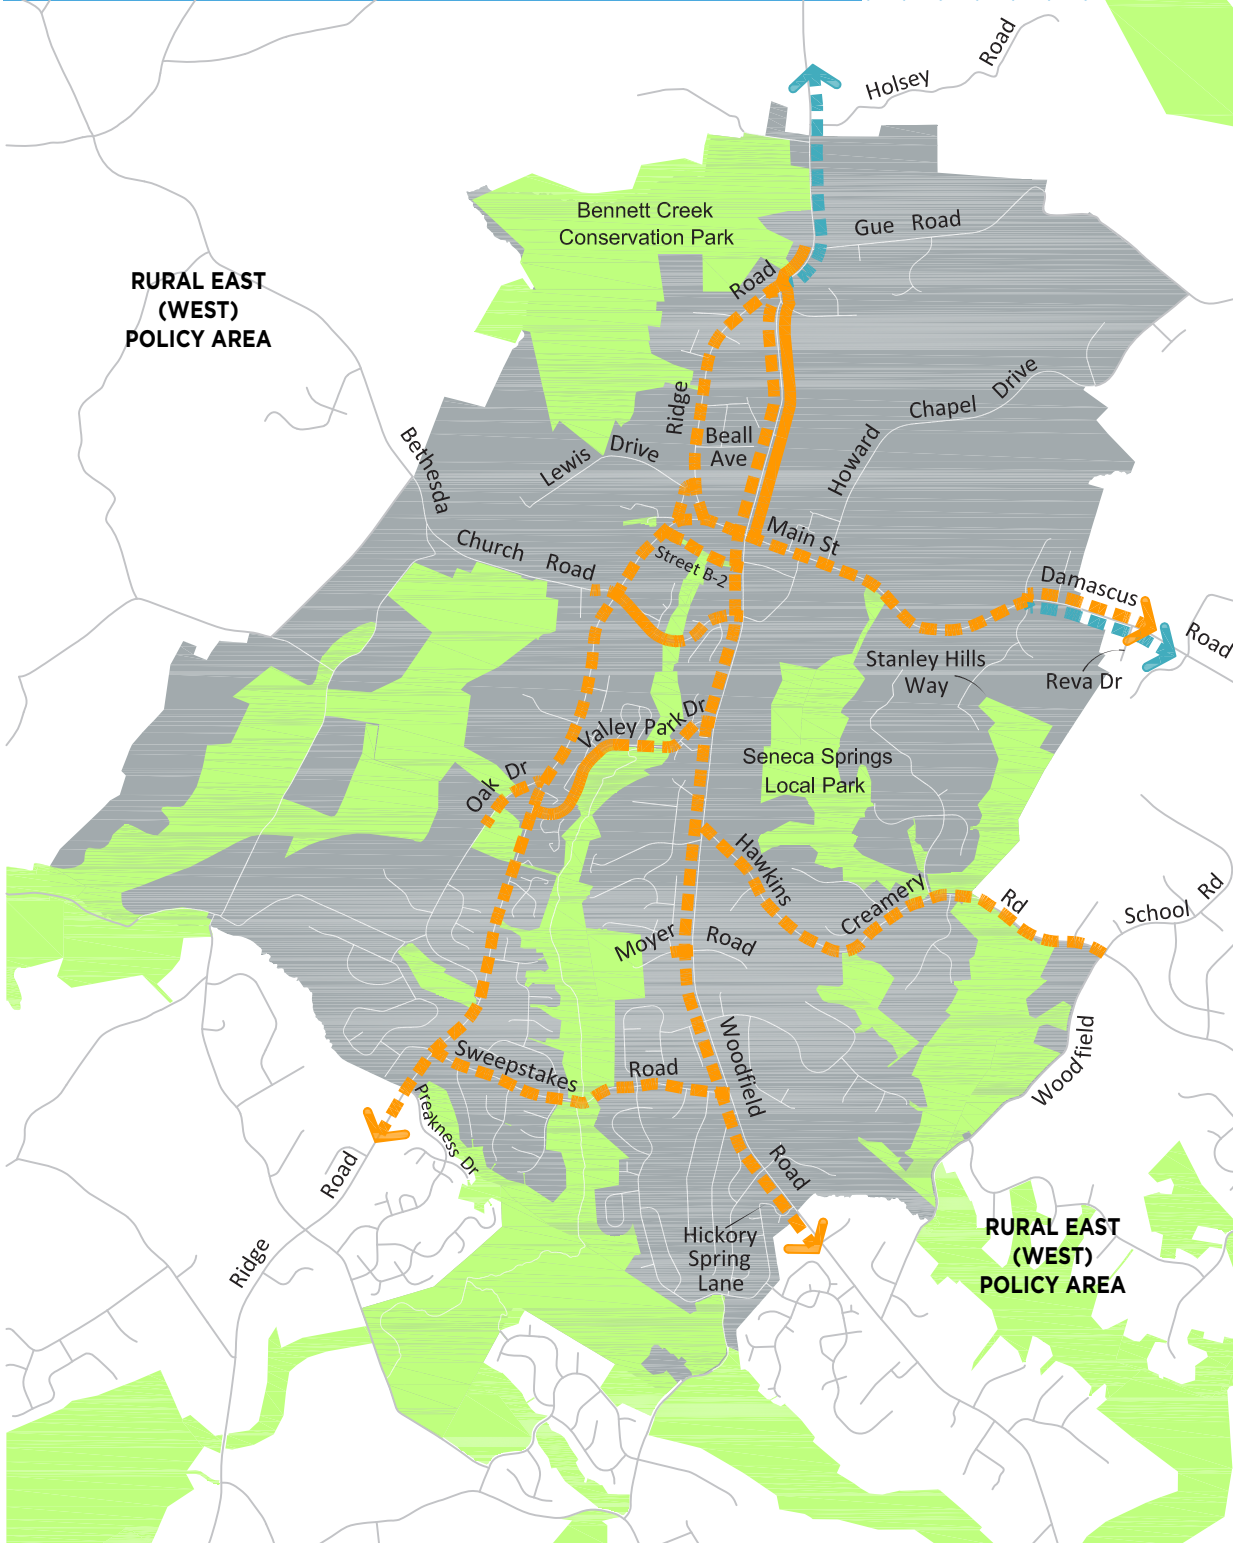 Holsey Road
Bennett Creek
Conservation Park
Gue Road
RURAL EAST
(WEST)
POLICY AREA
Road
Ridge
Beall
Ave
Chapel Drive
Howard
Lewis Drive
Bethesda
Church Road
Main St
Street B-2
Damascus
Road
Stanley Hills
Way
Reva Dr
Valley Park Dr
Seneca Springs
Local Park
Oak Dr
Hawkins
Creamery
Rd
School Rd
Moyer Road
Woodfield
Woodfield
Sweepstakes Road
Preakness Dr
Road
Road
Ridge
Hickory
Spring
Lane
RURAL EAST
(WEST)
POLICY AREA